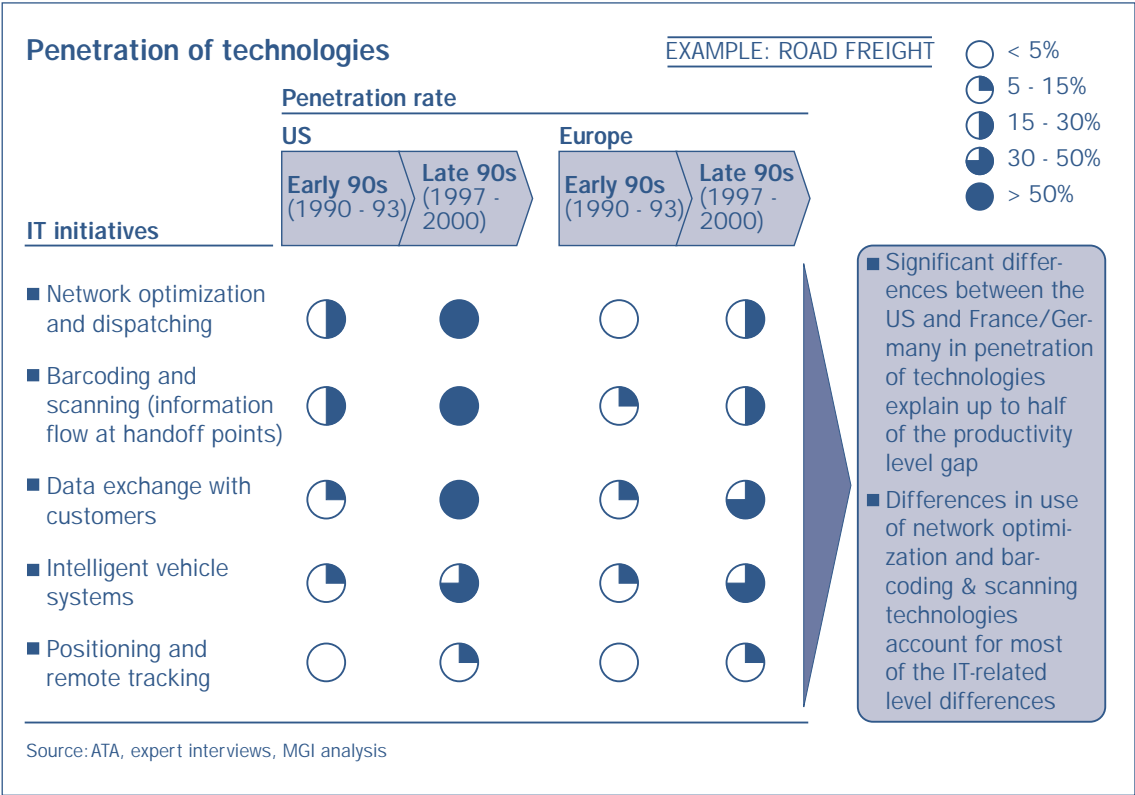 Penetration of technologies
EXAMPLE: ROAD FREIGHT
< 5%
5 - 15%
15 - 30%
30 - 50%
> 50%
Penetration rate
US
Europe
Early 90s
(1990 - 93)
Late 90s
(1997 -
2000)
Early 90s
(1990 - 93)
Late 90s
(1997 -
2000)
IT initiatives
Network optimization
and dispatching
Barcoding and
scanning (information
flow at handoff points)
Data exchange with
customers
Intelligent vehicle
systems
Positioning and
remote tracking
Significant differ-
ences between the
US and France/Ger-
many in penetration
of technologies
explain up to half
of the productivity
level gap
Differences in use
of network optimi-
zation and bar-
coding & scanning
technologies
account for most
of the IT-related
level differences
Source: ATA, expert interviews, MGI analysis